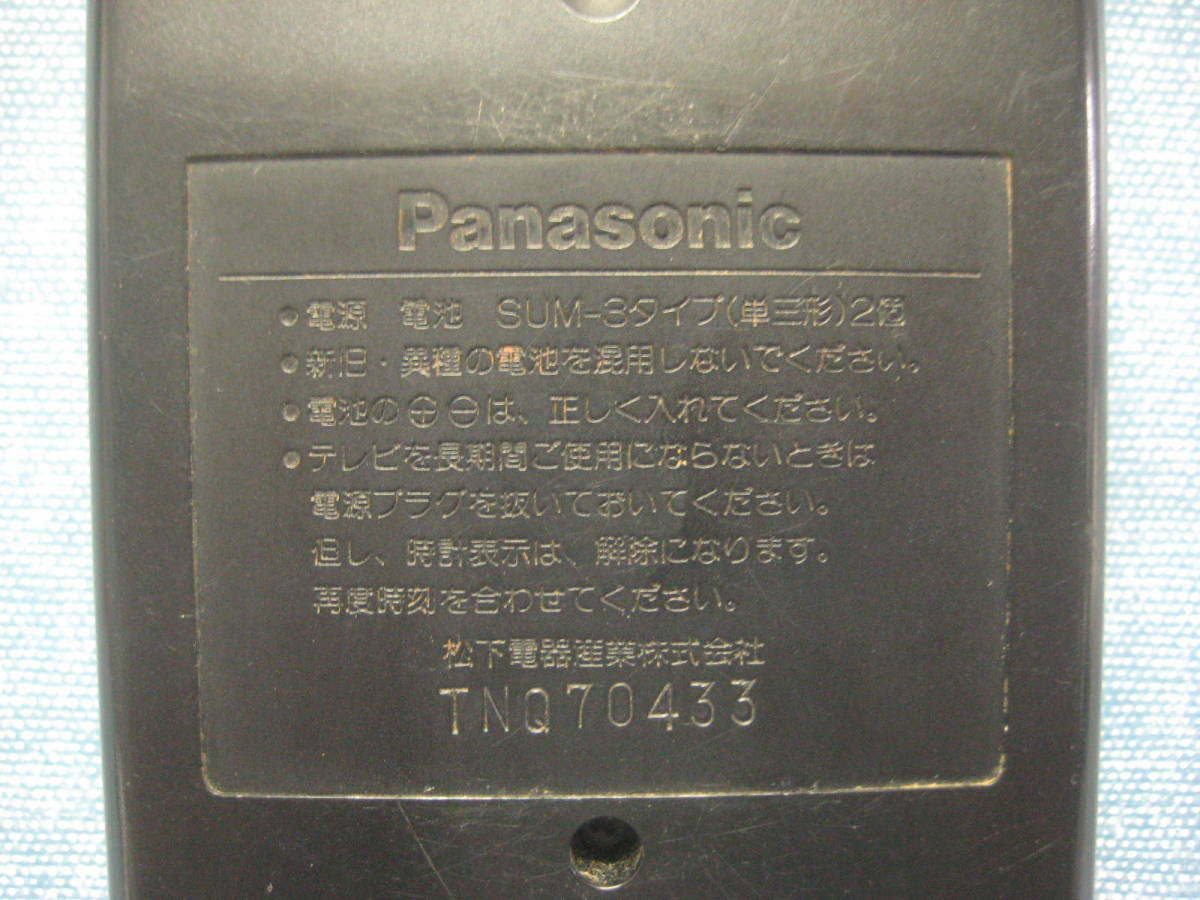 Panasonic
●電源 電池 SUM-3タイプ(単三形)2個
●新旧・異種の電池を混用しないでください。
●電池の⊕⊖は、正しく入れてください。
●テレビを長期間ご使用にならないときは
電源プラグを抜いておいてください。
但し、時計表示は、解除になります。
再度時刻を合わせてください。
松下電器産業株式会社
TNQ70433